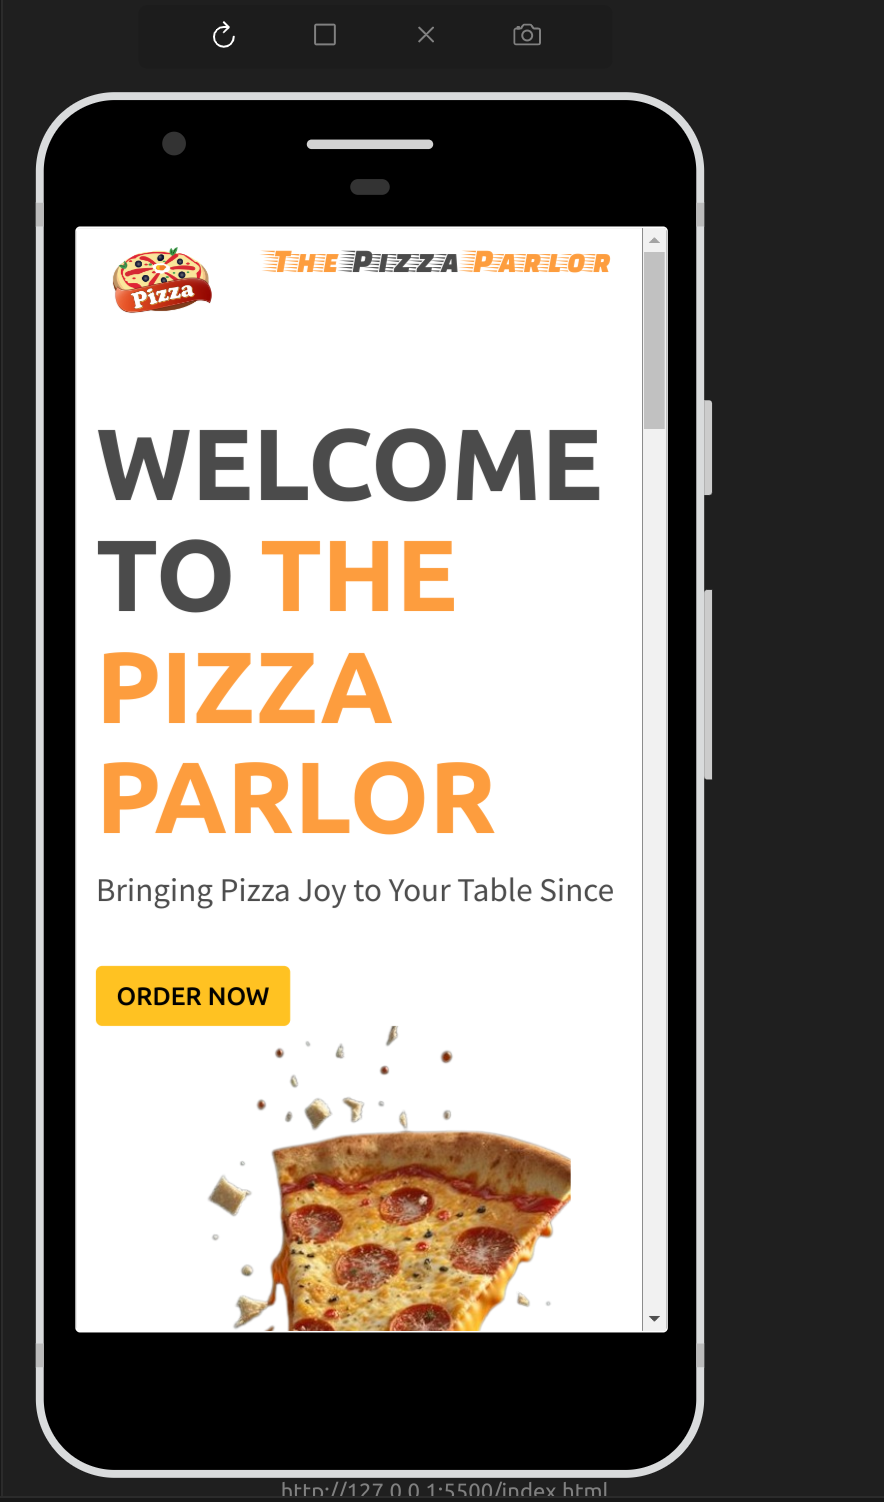 Pizza
The Pizza Parlor
WELCOME
TO THE
PIZZA
PARLOR
Bringing Pizza Joy to Your Table Since
ORDER NOW
http://127.0.0.1:5500/index.html